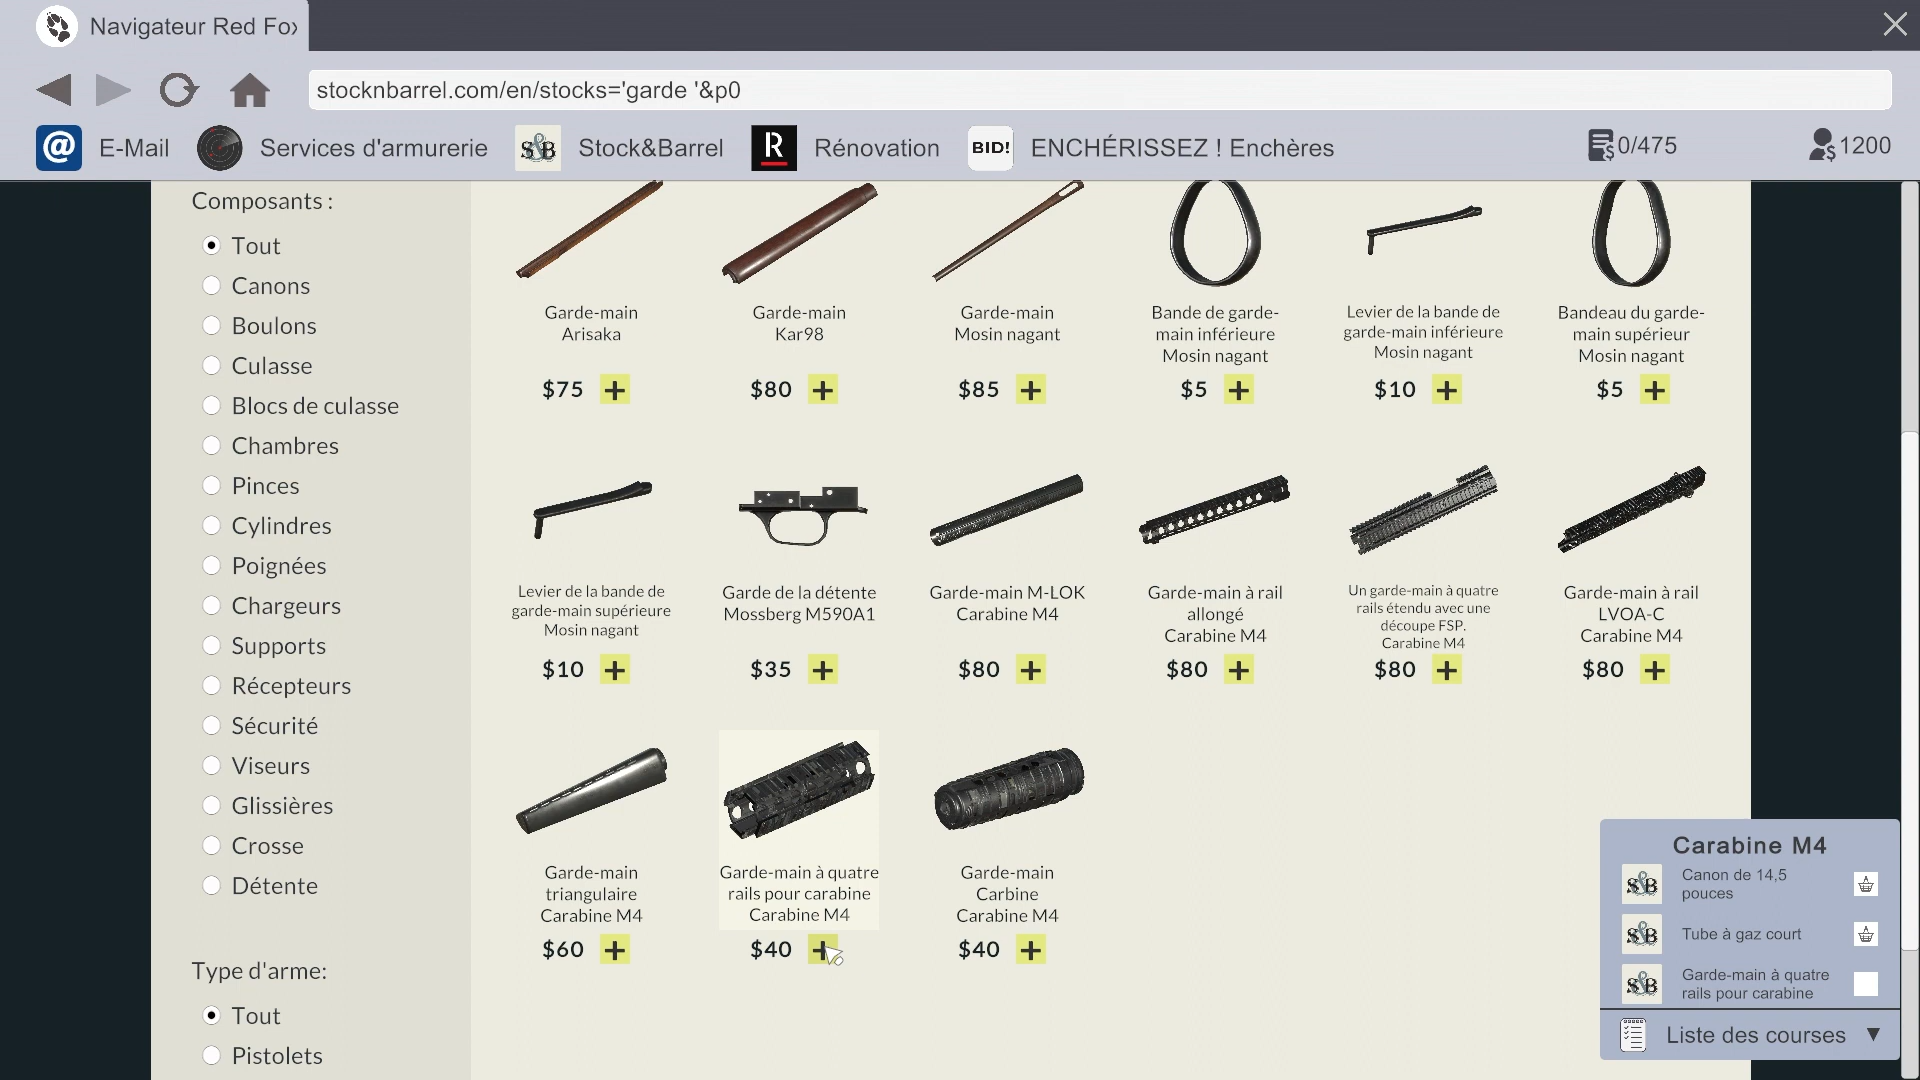 Navigateur Red Fox
stocknbarrel.com/en/stocks='garde '&p0
@ E-Mail
Services d'armurerie
S&B Stock&Barrel
R Rénovation
BID! ENCHÉRISSEZ ! Enchères
0/475
1200
Composants :
Tout
Canons
Boulons
Culasse
Blocs de culasse
Chambres
Pinces
Cylindres
Poignées
Chargeurs
Supports
Récepteurs
Sécurité
Viseurs
Glissières
Crosse
Détente
Type d'arme:
Tout
Pistolets
Garde-main
Arisaka
$75 +
Garde-main
Kar98
$80 +
Garde-main
Mosin nagant
$85 +
Bande de garde-
main inférieure
Mosin nagant
$5 +
Levier de la bande de
garde-main inférieure
Mosin nagant
$10 +
Bandeau du garde-
main supérieur
Mosin nagant
$5 +
Levier de la bande de
garde-main supérieure
Mosin nagant
$10 +
Garde de la détente
Mossberg M590A1
$35 +
Garde-main M-LOK
Carabine M4
$80 +
Garde-main à rail
allongé
Carabine M4
$80 +
Un garde-main à quatre
rails étendu avec une
découpe FSP.
Carabine M4
$80 +
Garde-main à rail
LVOA-C
Carabine M4
$80 +
Garde-main
triangulaire
Carabine M4
$60 +
Garde-main à quatre
rails pour carabine
Carabine M4
$40 +
Garde-main
Carbine
Carabine M4
$40 +
Carabine M4
S&B Canon de 14,5
pouces
S&B Tube à gaz court
S&B Garde-main à quatre
rails pour carabine
Liste des courses ▼